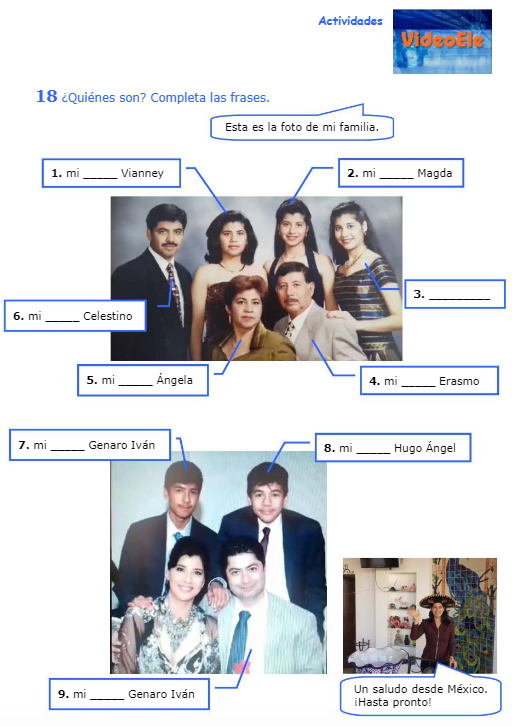 Actividades
VideoEle
18 ¿Quiénes son? Completa las frases.
Esta es la foto de mi familia.
1. mi _____ Vianney
2. mi _____ Magda
3. _________
6. mi _____ Celestino
5. mi _____ Ángela
4. mi _____ Erasmo
7. mi _____ Genaro Iván
8. mi _____ Hugo Ángel
9. mi _____ Genaro Iván
Un saludo desde México.
¡Hasta pronto!